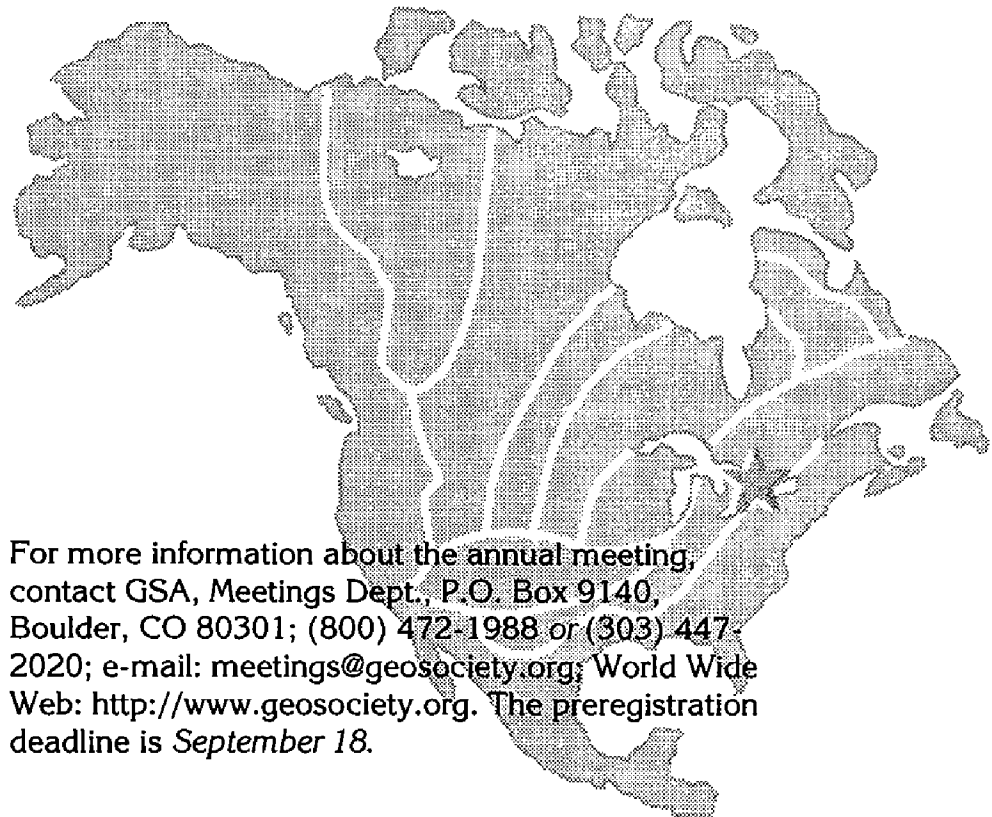 For more information about the annual meeting,
contact GSA, Meetings Dept., P.O. Box 9140,
Boulder, CO 80301; (800) 472-1988 or (303) 447-
2020; e-mail: meetings@geosociety.org; World Wide
Web: http://www.geosociety.org. The preregistration
deadline is September 18.